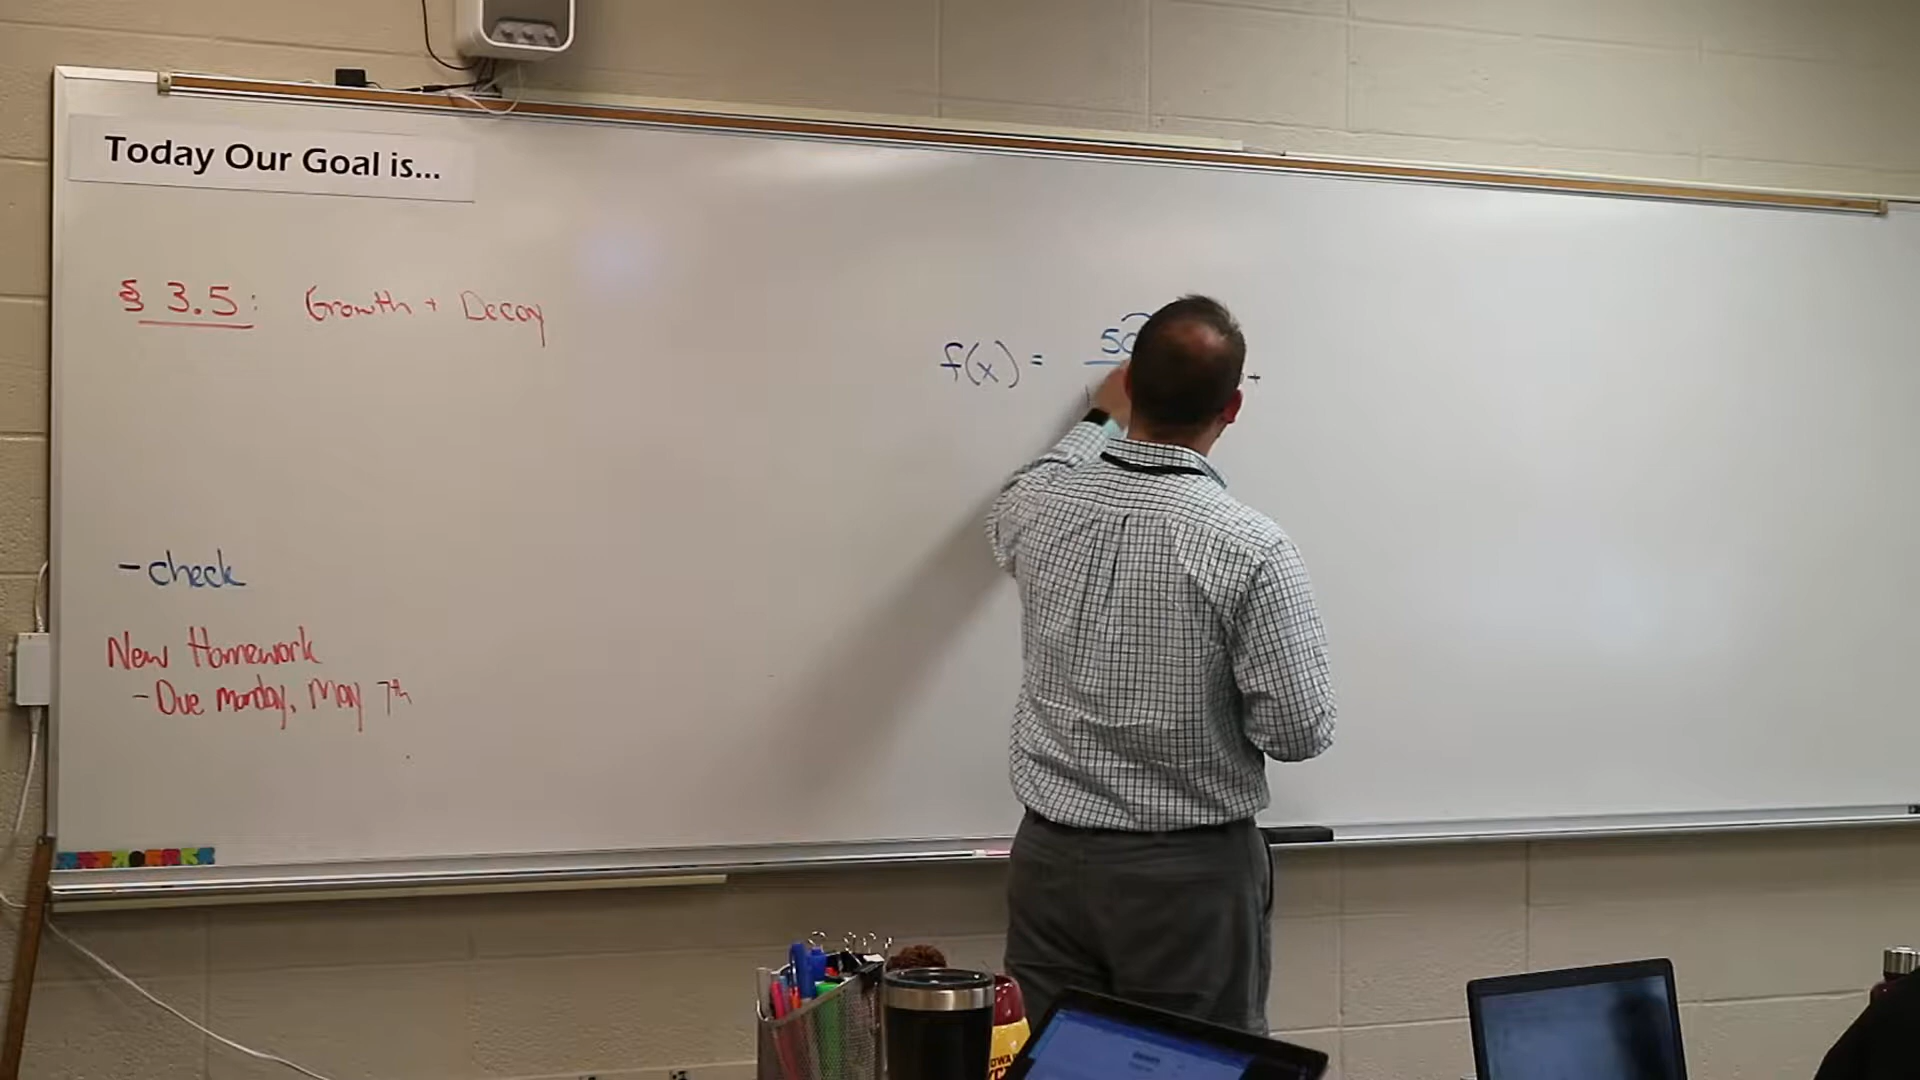 Today Our Goal is...
§ 3.5: Growth + Decay
f(x) =
- check
New Homework
- Due monday, May 7th